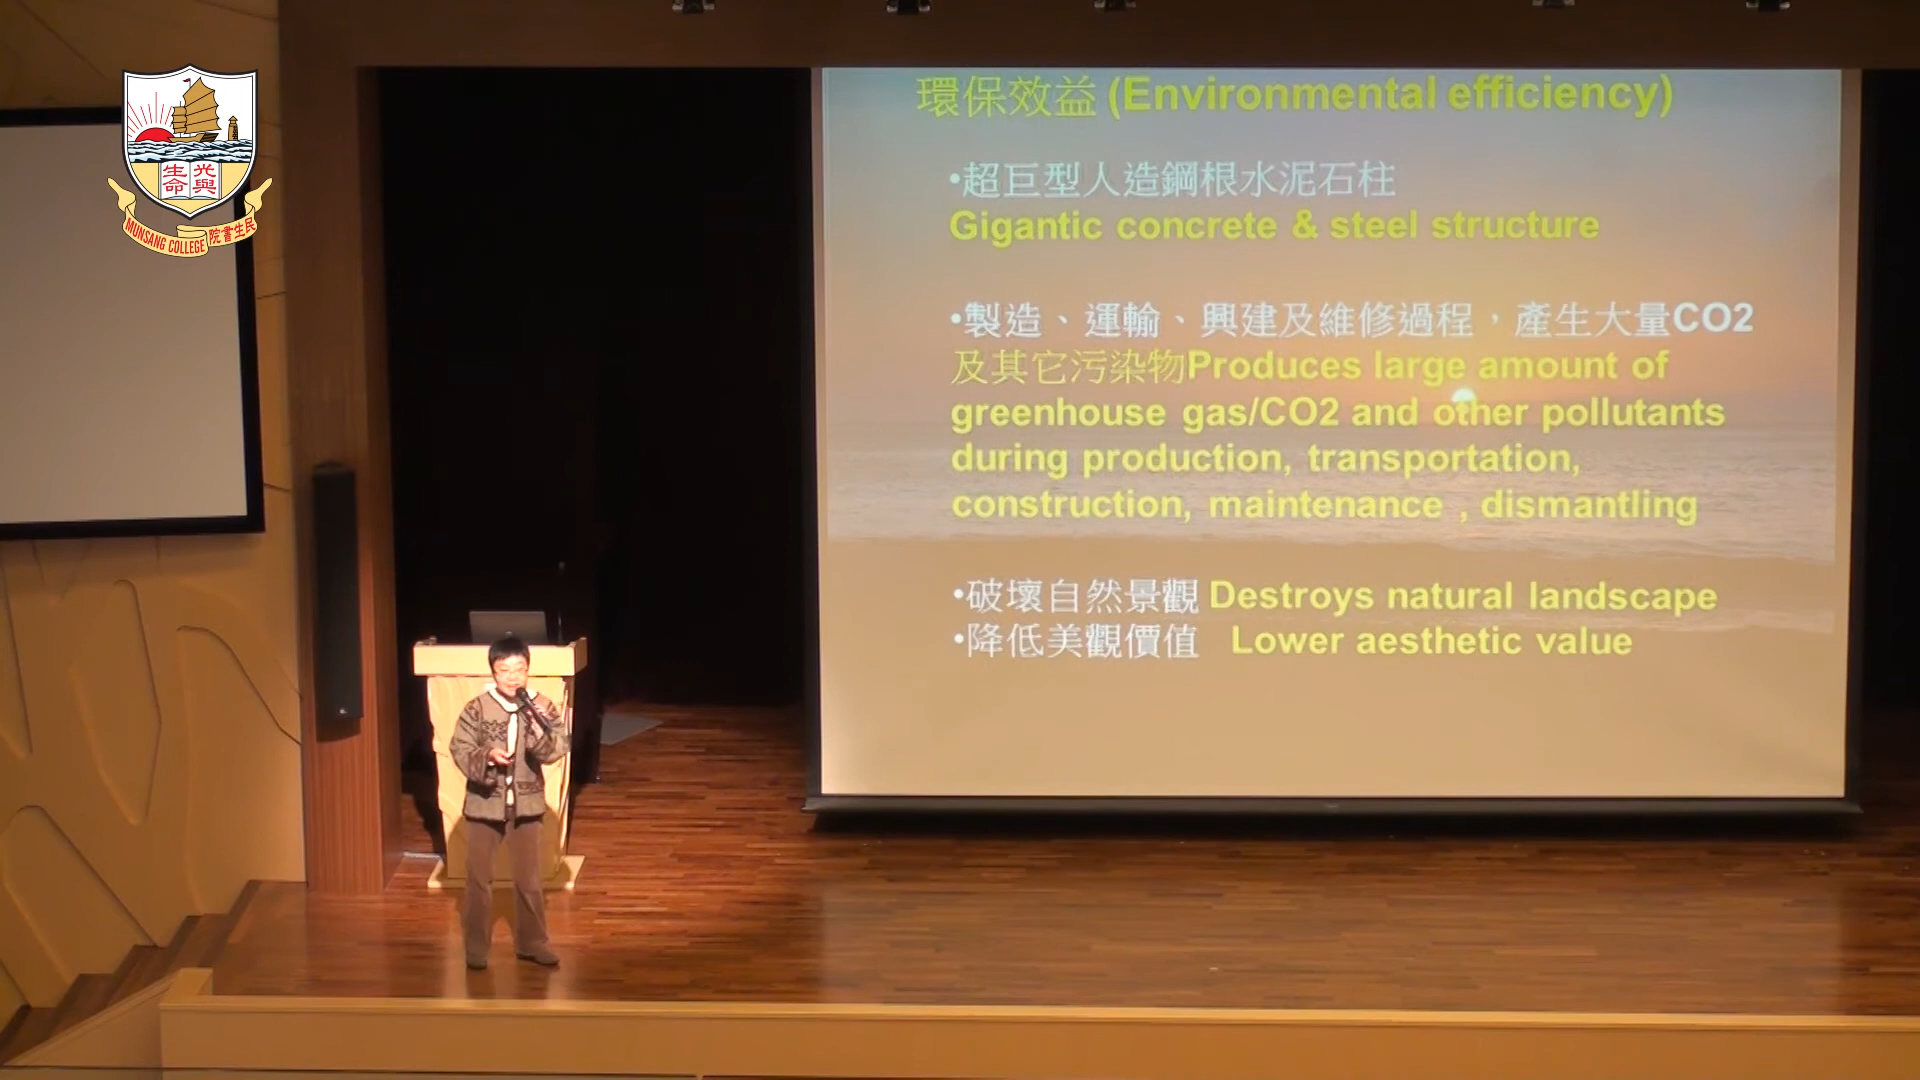 光與
生命
MUNSANG COLLEGE 院書生民
環保效益 (Environmental efficiency)
•超巨型人造鋼根水泥石柱
Gigantic concrete & steel structure
•製造、運輸、興建及維修過程，產生大量CO2
及其它污染物Produces large amount of
greenhouse gas/CO2 and other pollutants
during production, transportation,
construction, maintenance , dismantling
•破壞自然景觀 Destroys natural landscape
•降低美觀價值 Lower aesthetic value